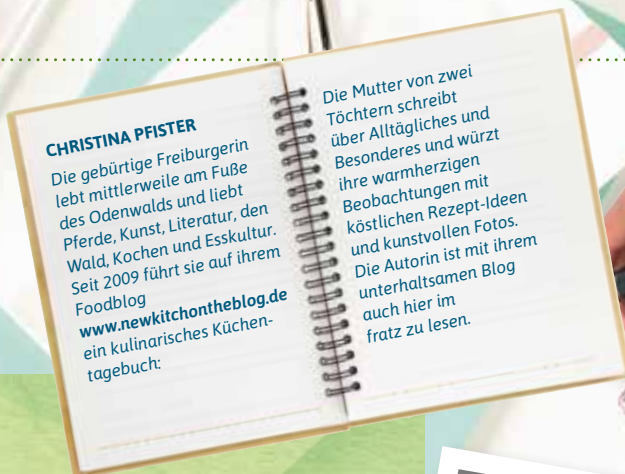 CHRISTINA PFISTER
Die gebürtige Freiburgerin
lebt mittlerweile am Fuße
des Odenwalds und liebt
Pferde, Kunst, Literatur, den
Wald, Kochen und Esskultur.
Seit 2009 führt sie auf ihrem
Foodblog
www.newkitchontheblog.de
ein kulinarisches Küchen-
tagebuch:
Die Mutter von zwei
Töchtern schreibt
über Alltägliches und
Besonderes und würzt
ihre warmherzigen
Beobachtungen mit
köstlichen Rezept-Ideen
und kunstvollen Fotos.
Die Autorin ist mit ihrem
unterhaltsamen Blog
auch hier im
fratz zu lesen.